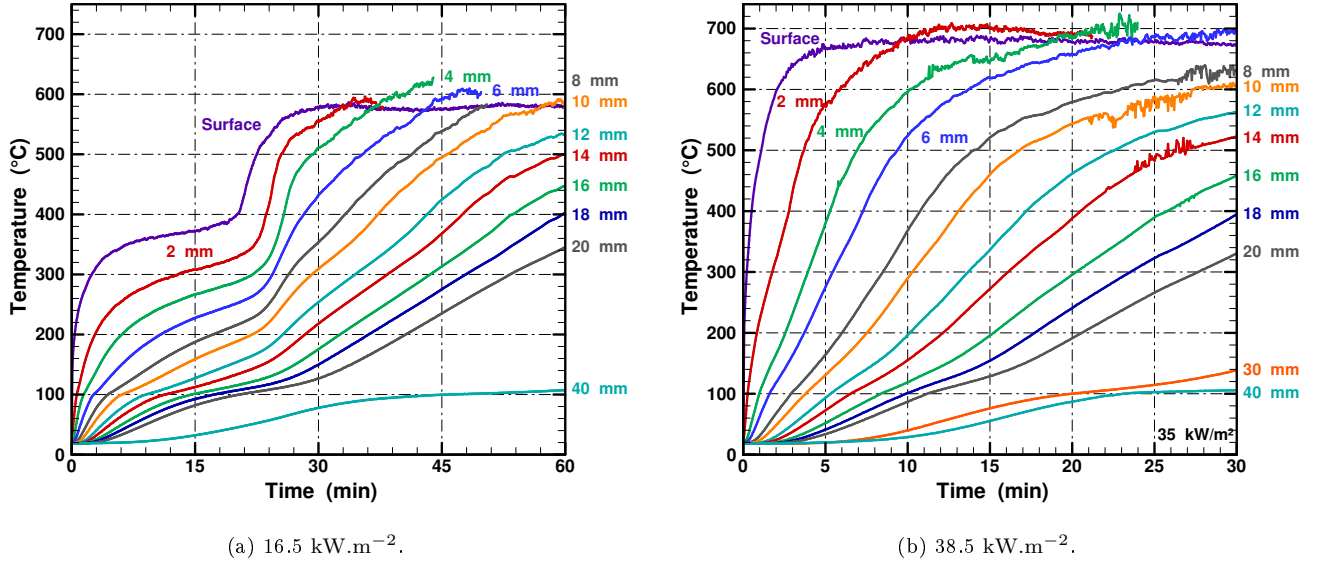 700
600
500
400
300
200
100
0
Temperature (°C)
0
15
30
45
60
Time (min)
Surface
2 mm
4 mm
6 mm
8 mm
10 mm
12 mm
14 mm
16 mm
18 mm
20 mm
40 mm
(a) 16.5 kW.m−2.
700
600
500
400
300
200
100
0
Temperature (°C)
0
5
10
15
20
25
30
Time (min)
Surface
2 mm
4 mm
6 mm
8 mm
10 mm
12 mm
14 mm
16 mm
18 mm
20 mm
30 mm
40 mm
35 kW/m²
(b) 38.5 kW.m−2.